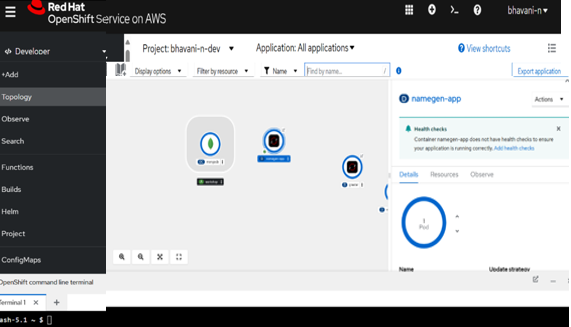 Red Hat
OpenShift Service on AWS
bhavani-n
Developer
Project: bhavani-n-dev
Application: All applications
View shortcuts
+Add
Display options
Filter by resource
Name
Find by name...
/
Export application
Topology
Observe
Search
Functions
Builds
Helm
Project
ConfigMaps
D namegen-app
Actions
Health checks
Container namegen-app does not have health checks to ensure
your application is running correctly. Add health checks
Details Resources Observe
1
Pod
Name
Update strategy
OpenShift command line terminal
Terminal 1
ash-5.1 ~ $